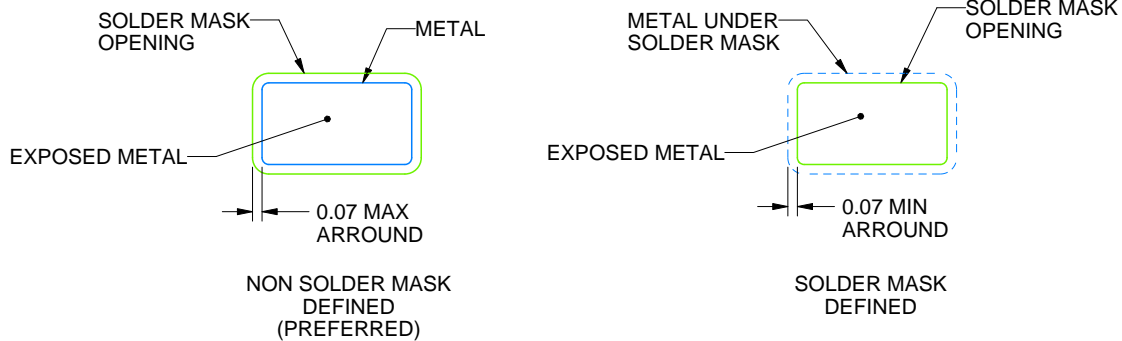 SOLDER MASK
OPENING
METAL
EXPOSED METAL
0.07 MAX
ARROUND
NON SOLDER MASK
DEFINED
(PREFERRED)
METAL UNDER
SOLDER MASK
SOLDER MASK
OPENING
EXPOSED METAL
0.07 MIN
ARROUND
SOLDER MASK
DEFINED